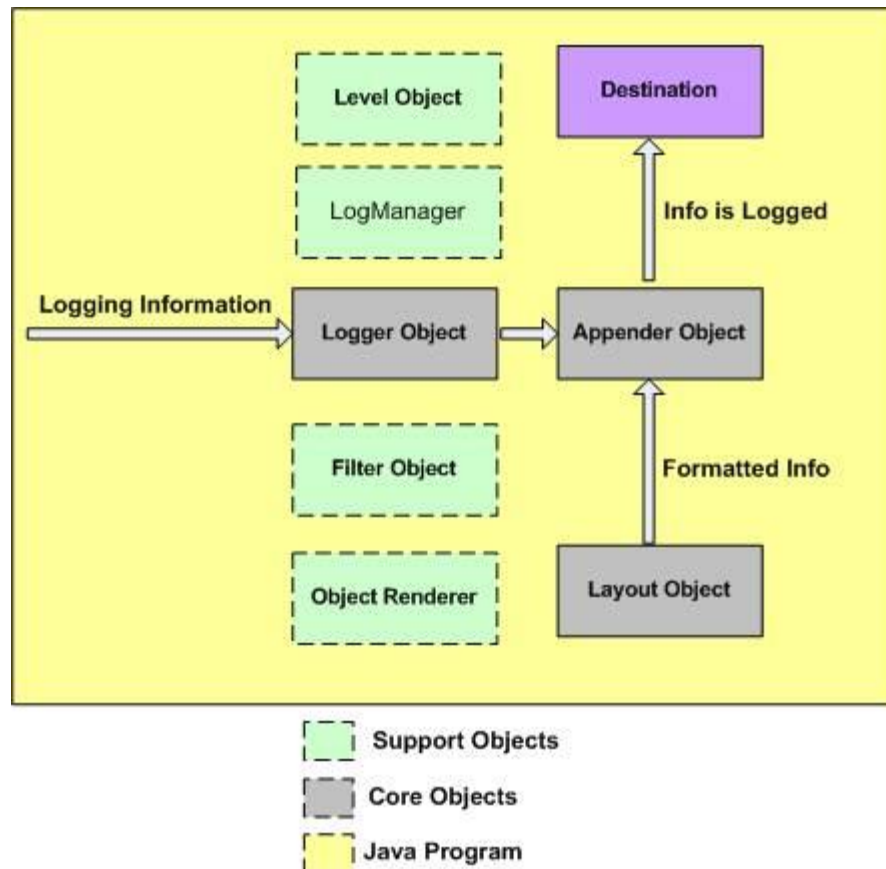 Level Object
Destination
LogManager
Info is Logged
Logging Information
Logger Object
Appender Object
Filter Object
Formatted Info
Object Renderer
Layout Object
Support Objects
Core Objects
Java Program